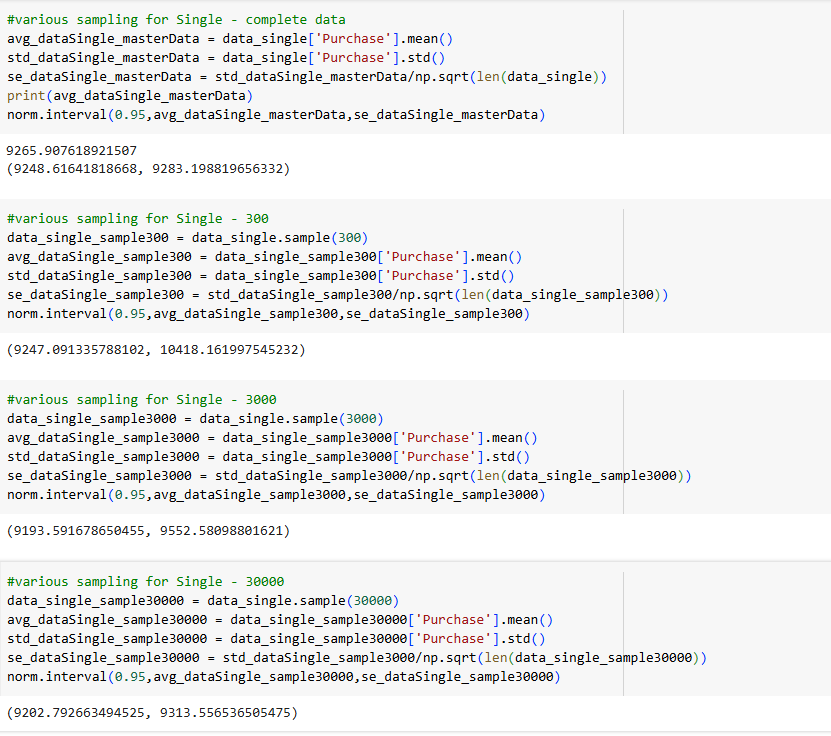 #various sampling for Single - complete data
avg_dataSingle_masterData = data_single['Purchase'].mean()
std_dataSingle_masterData = data_single['Purchase'].std()
se_dataSingle_masterData = std_dataSingle_masterData/np.sqrt(len(data_single))
print(avg_dataSingle_masterData)
norm.interval(0.95,avg_dataSingle_masterData,se_dataSingle_masterData)
9265.907618921507
(9248.61641818668, 9283.198819656332)
#various sampling for Single - 300
data_single_sample300 = data_single.sample(300)
avg_dataSingle_sample300 = data_single_sample300['Purchase'].mean()
std_dataSingle_sample300 = data_single_sample300['Purchase'].std()
se_dataSingle_sample300 = std_dataSingle_sample300/np.sqrt(len(data_single_sample300))
norm.interval(0.95,avg_dataSingle_sample300,se_dataSingle_sample300)
(9247.091335788102, 10418.161997545232)
#various sampling for Single - 3000
data_single_sample3000 = data_single.sample(3000)
avg_dataSingle_sample3000 = data_single_sample3000['Purchase'].mean()
std_dataSingle_sample3000 = data_single_sample3000['Purchase'].std()
se_dataSingle_sample3000 = std_dataSingle_sample3000/np.sqrt(len(data_single_sample3000))
norm.interval(0.95,avg_dataSingle_sample3000,se_dataSingle_sample3000)
(9193.591678650455, 9552.58098801621)
#various sampling for Single - 30000
data_single_sample30000 = data_single.sample(30000)
avg_dataSingle_sample30000 = data_single_sample30000['Purchase'].mean()
std_dataSingle_sample30000 = data_single_sample30000['Purchase'].std()
se_dataSingle_sample30000 = std_dataSingle_sample3000/np.sqrt(len(data_single_sample30000))
norm.interval(0.95,avg_dataSingle_sample30000,se_dataSingle_sample30000)
(9202.792663494525, 9313.556536505475)